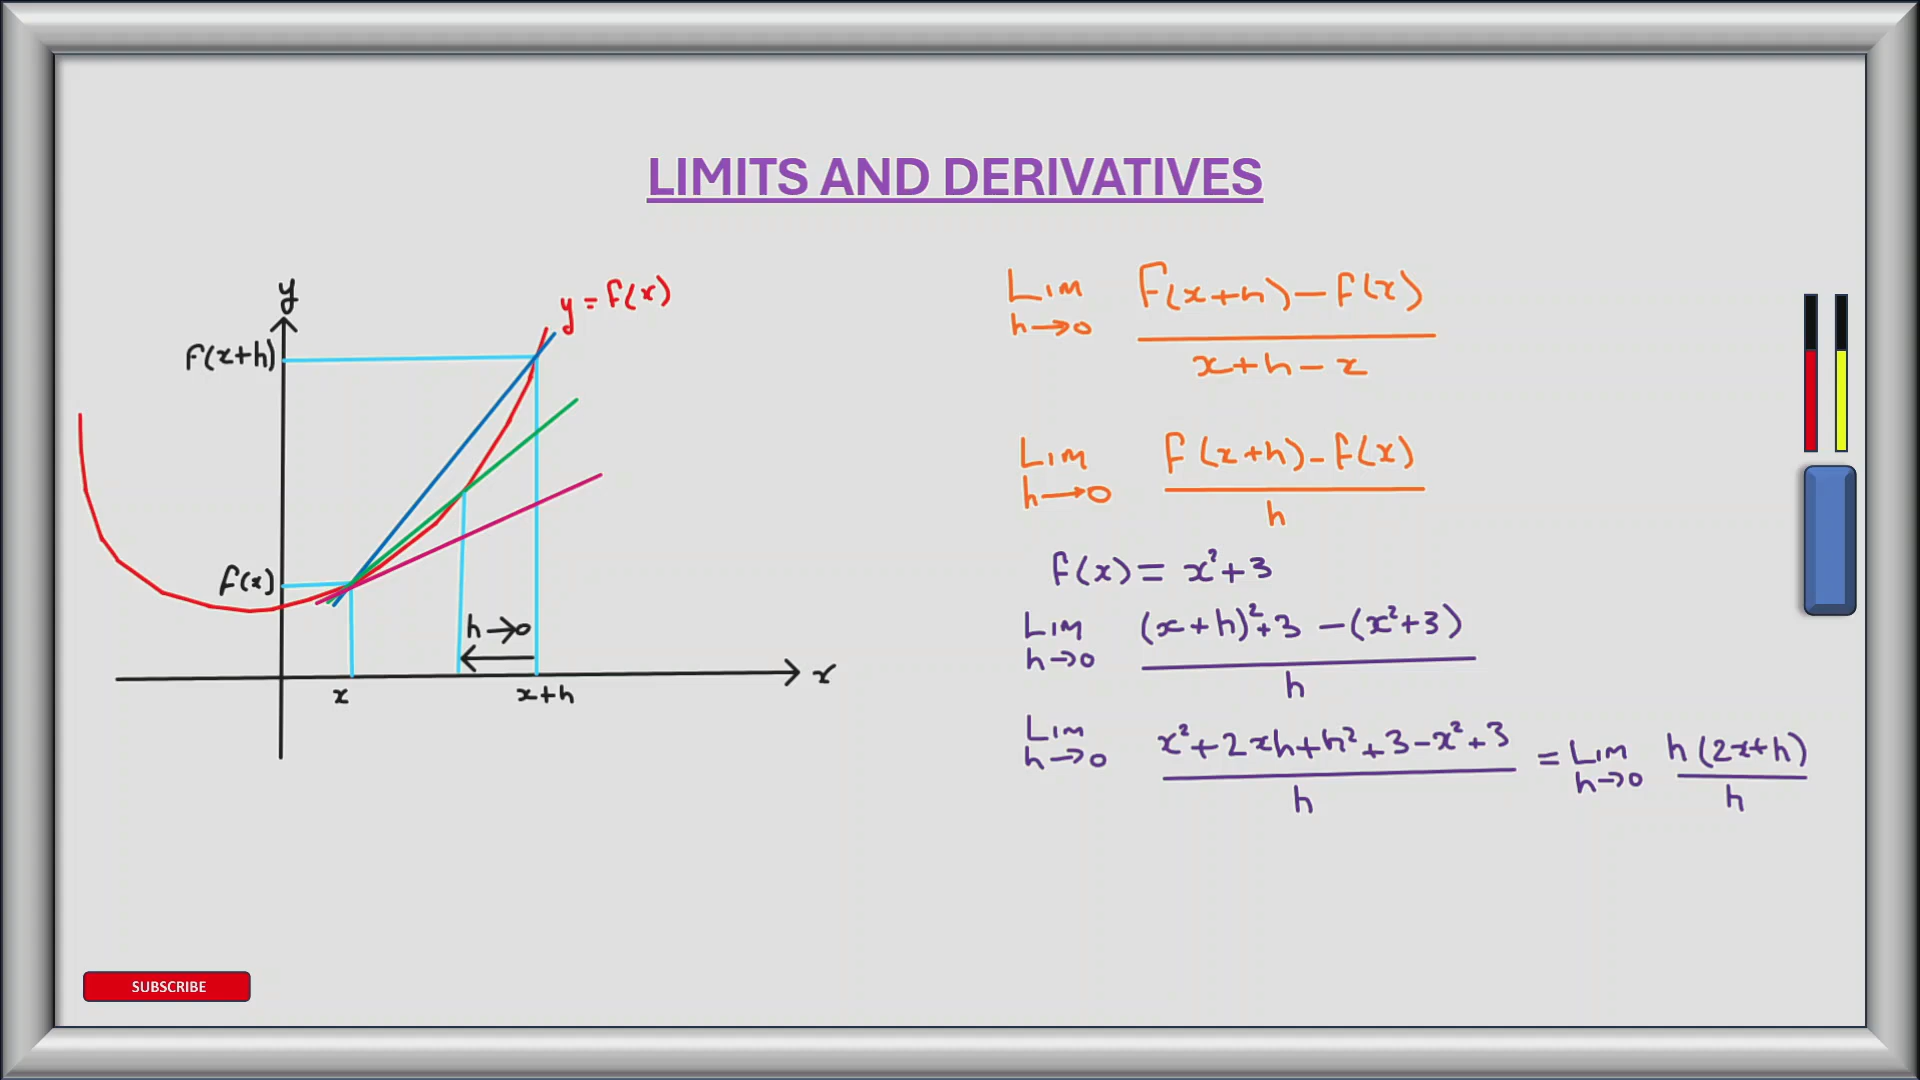 LIMITS AND DERIVATIVES
y
y = f(x)
f(x+h)
f(x)
h→0
x
x+h
x
Lim h→0 F(x+h)−f(x) / x+h−x
Lim h→0 F(x+h)−f(x) / h
f(x) = x²+3
Lim h→0 (x+h)²+3 −(x²+3) / h
Lim h→0 x²+2xh+h²+3−x²+3 / h = Lim h→0 h(2x+h) / h
SUBSCRIBE